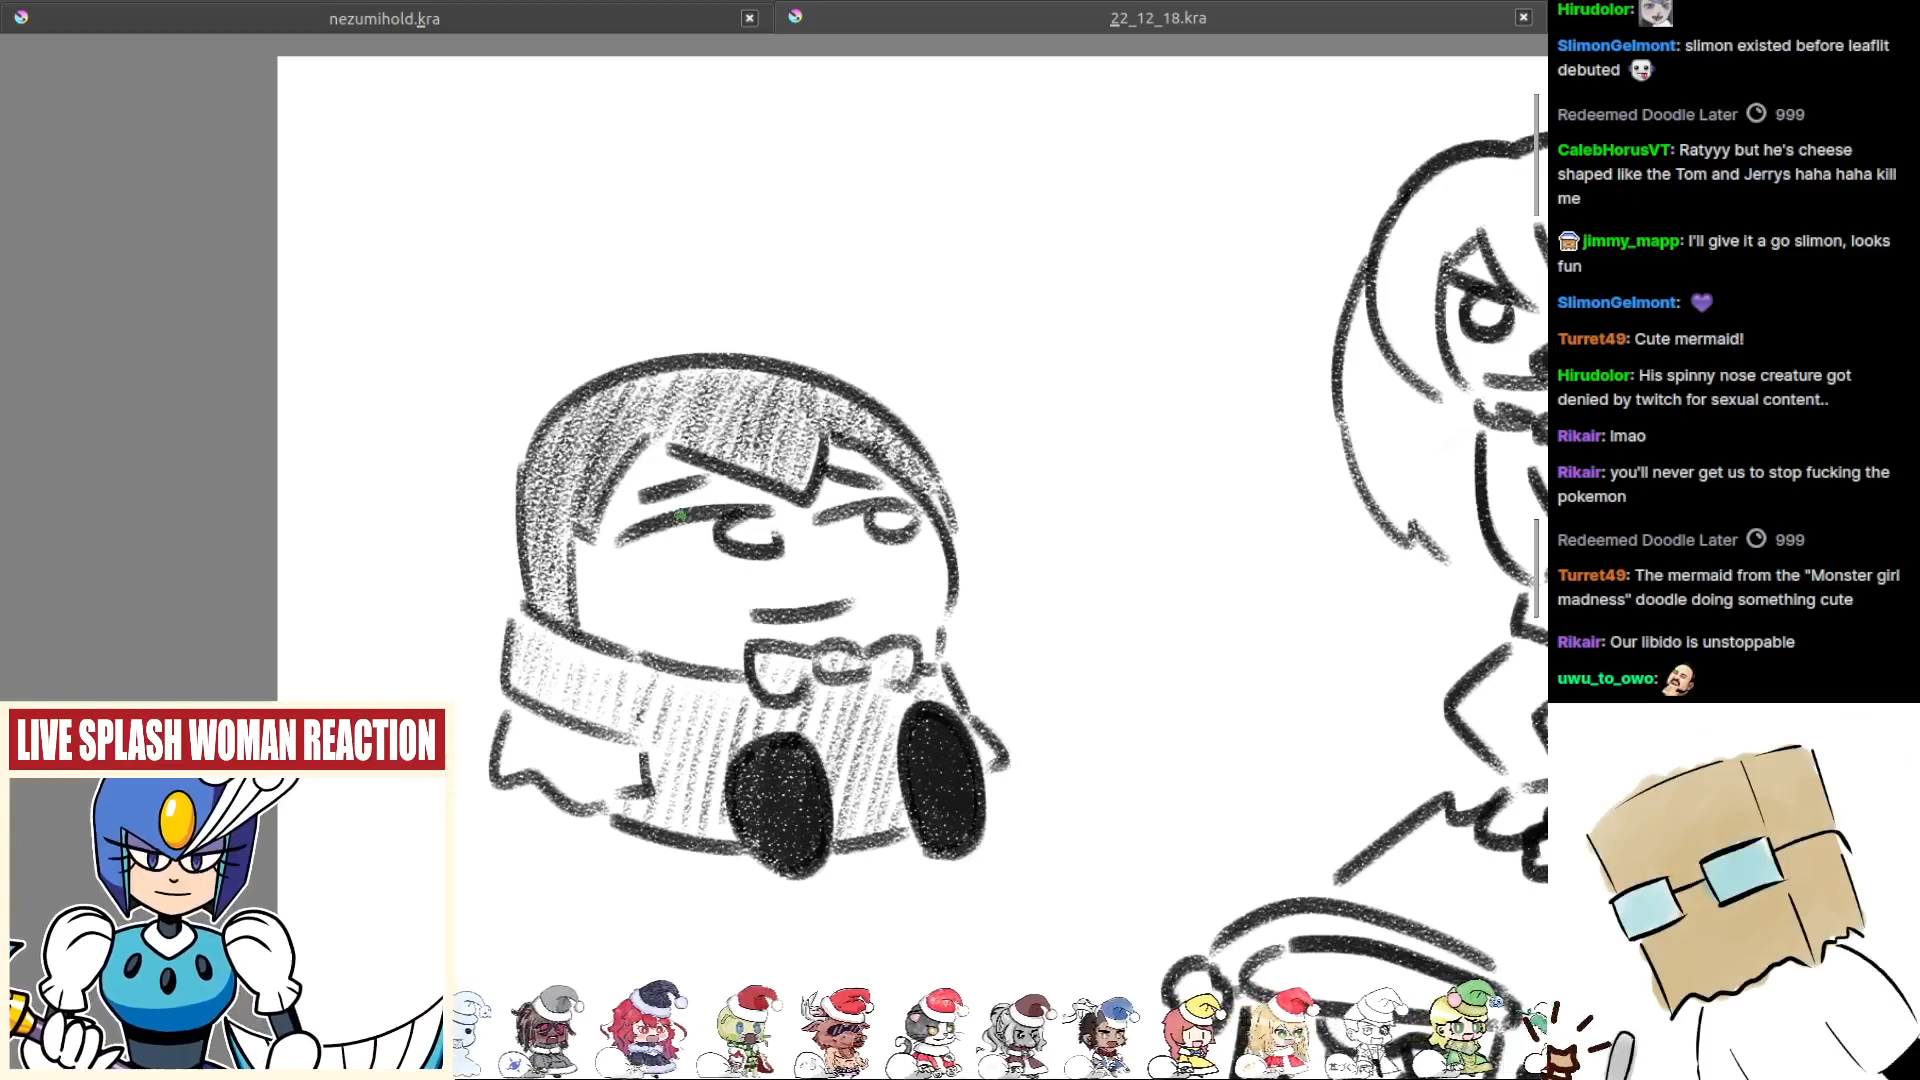 nezumihold.kra
22_12_18.kra
Hirudolor:
SlimonGelmont: slimon existed before leaflit
debuted
Redeemed Doodle Later 999
CalebHorusVT: Ratyyy but he's cheese
shaped like the Tom and Jerrys haha haha kill
me
jimmy_mapp: I'll give it a go slimon, looks
fun
SlimonGelmont:
Turret49: Cute mermaid!
Hirudolor: His spinny nose creature got
denied by twitch for sexual content..
Rikair: lmao
Rikair: you'll never get us to stop fucking the
pokemon
Redeemed Doodle Later 999
Turret49: The mermaid from the "Monster girl
madness" doodle doing something cute
Rikair: Our libido is unstoppable
uwu_to_owo:
LIVE SPLASH WOMAN REACTION